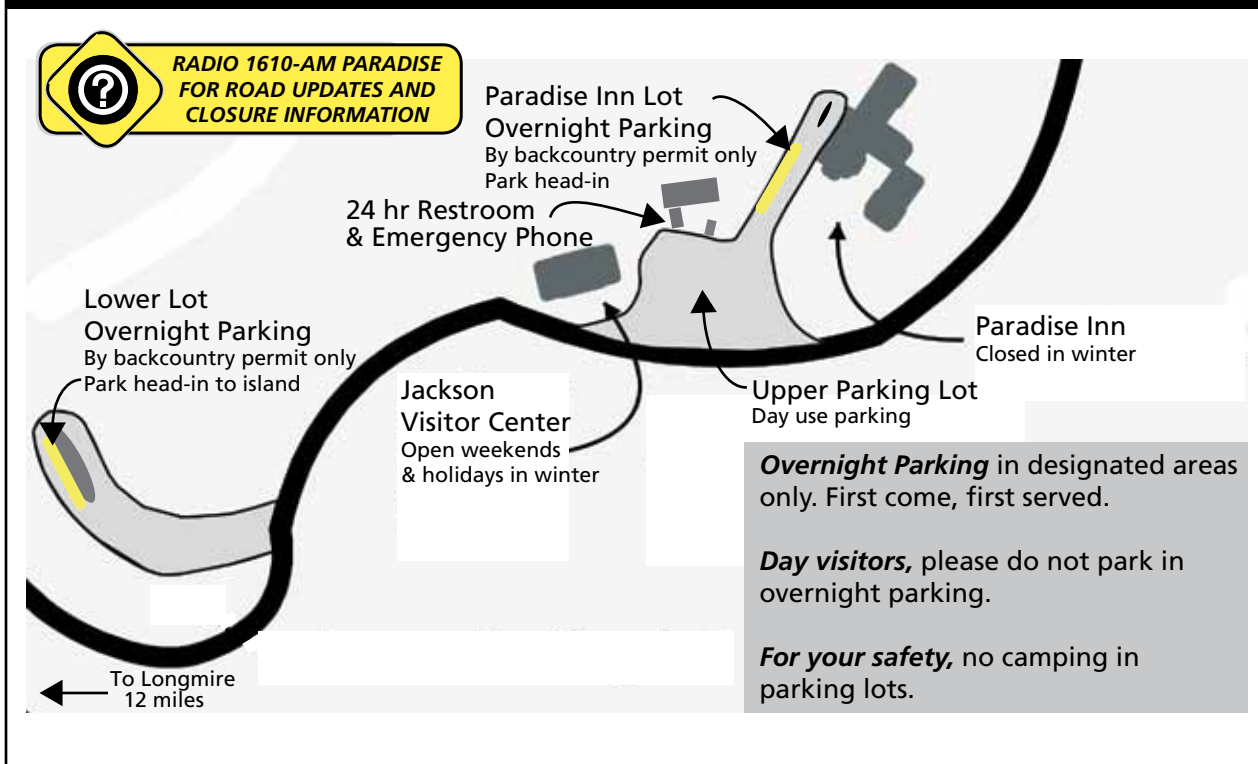 RADIO 1610-AM PARADISE
FOR ROAD UPDATES AND
CLOSURE INFORMATION
?
Paradise Inn Lot
Overnight Parking
By backcountry permit only
Park head-in
24 hr Restroom
& Emergency Phone
Lower Lot
Overnight Parking
By backcountry permit only
Park head-in to island
Jackson
Visitor Center
Open weekends
& holidays in winter
Paradise Inn
Closed in winter
Upper Parking Lot
Day use parking
Overnight Parking in designated areas
only. First come, first served.
Day visitors, please do not park in
overnight parking.
For your safety, no camping in
parking lots.
To Longmire
12 miles